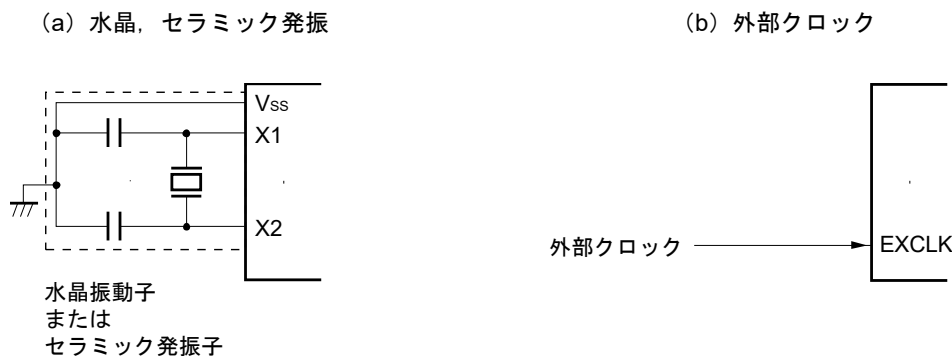 (a) 水晶,セラミック発振
(b) 外部クロック
VSS
X1
X2
水晶振動子
または
セラミック発振子
外部クロック
EXCLK